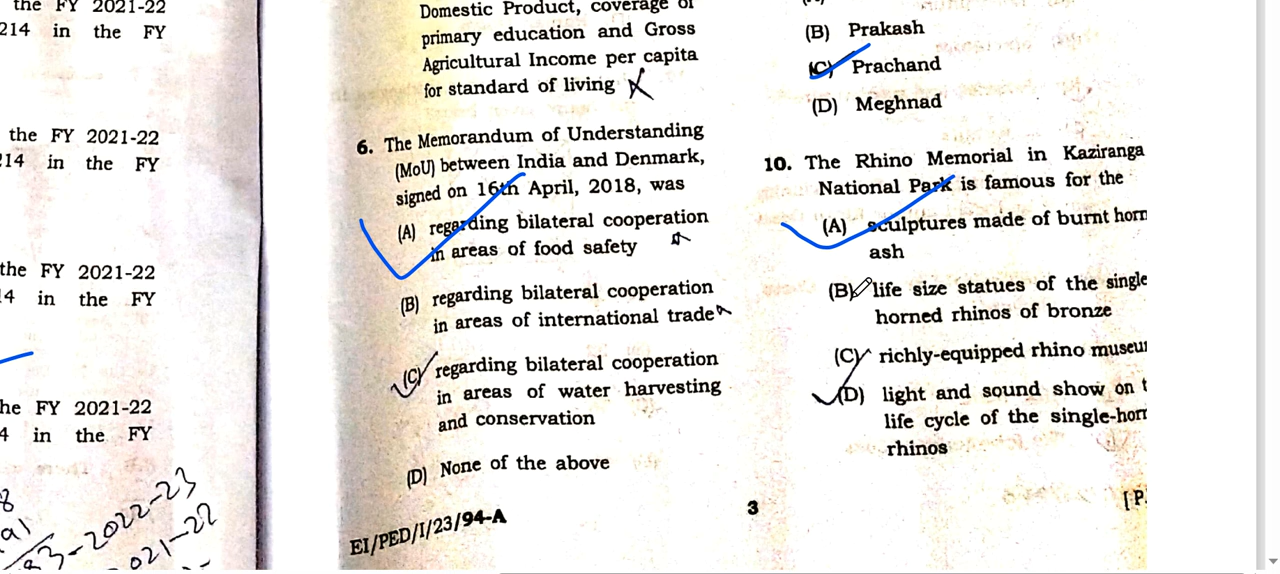 the FY 2021-22
214 in the FY
the FY 2021-22
214 in the FY
the FY 2021-22
4 in the FY
he FY 2021-22
4 in the FY
83-2022-23
021-22
Domestic Product, coverage of
primary education and Gross
Agricultural Income per capita
for standard of living
6. The Memorandum of Understanding
(MoU) between India and Denmark,
signed on 16th April, 2018, was
(A) regarding bilateral cooperation
in areas of food safety
(B) regarding bilateral cooperation
in areas of international trade
(C) regarding bilateral cooperation
in areas of water harvesting
and conservation
(D) None of the above
EI/PED/I/23/94-A
3
(B) Prakash
(C) Prachand
(D) Meghnad
10. The Rhino Memorial in Kaziranga
National Park is famous for the
(A) sculptures made of burnt horn
ash
(B) life size statues of the single
horned rhinos of bronze
(C) richly-equipped rhino museu
(D) light and sound show on t
life cycle of the single-horn
rhinos
[ P.